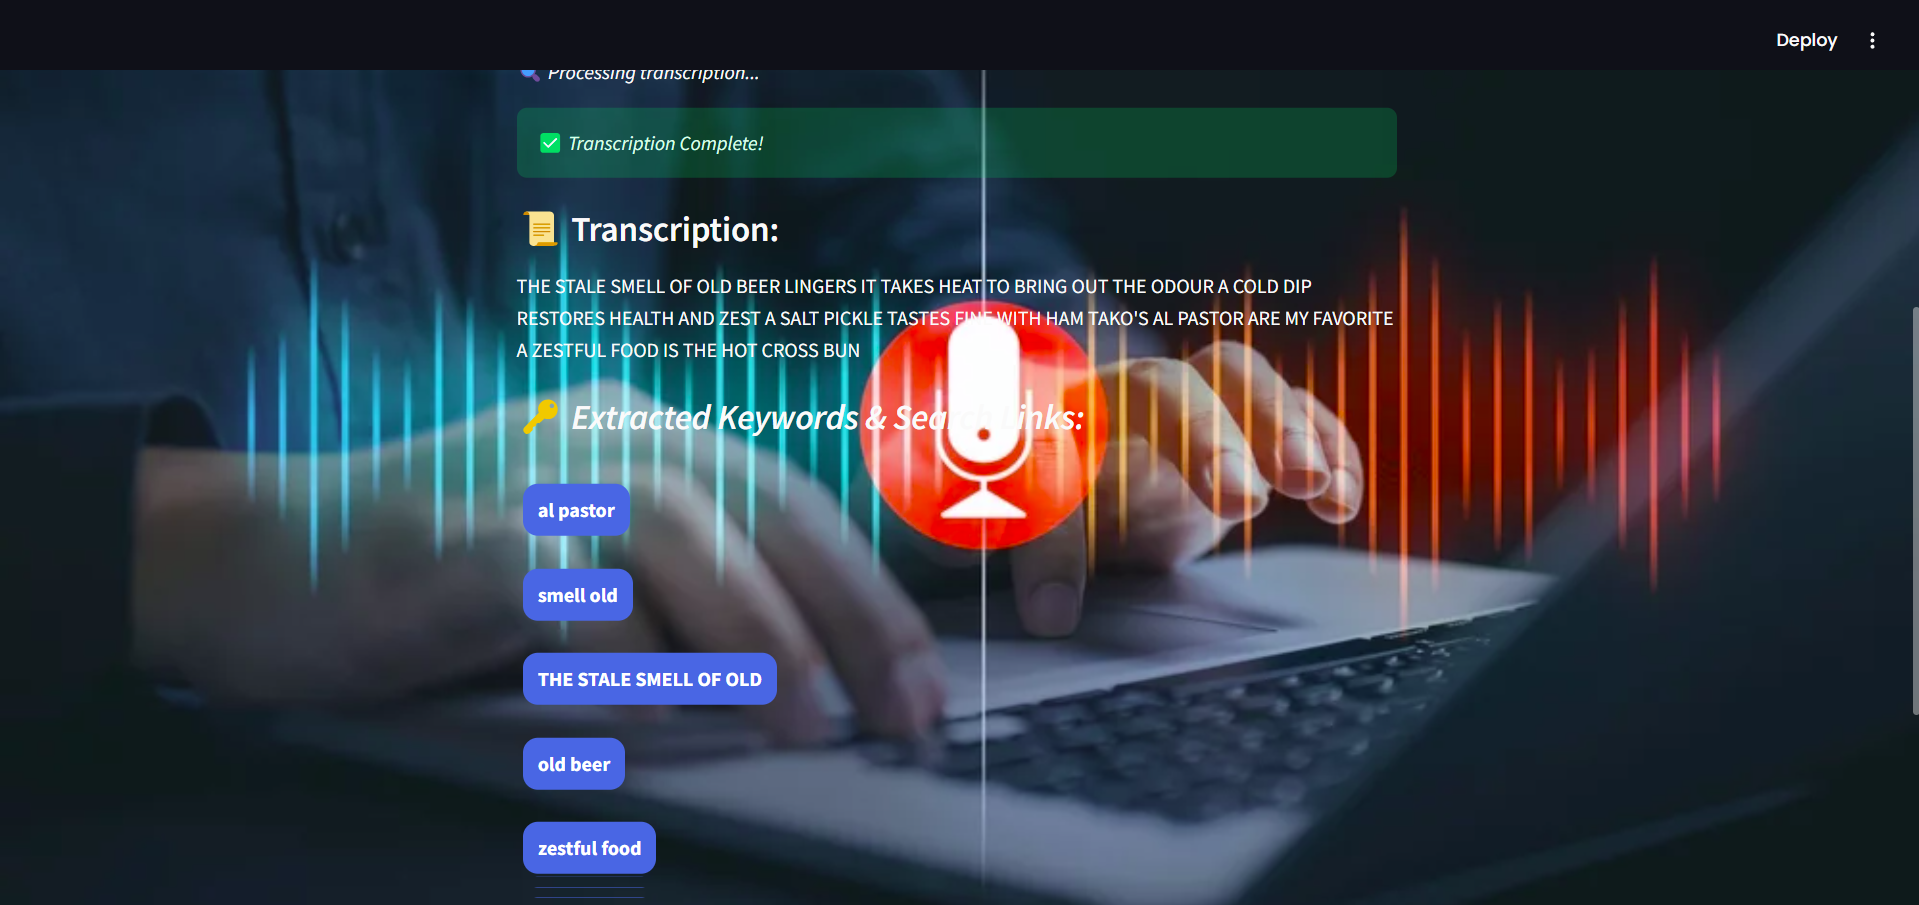 Deploy
Processing transcription...
Transcription Complete!
Transcription:
THE STALE SMELL OF OLD BEER LINGERS IT TAKES HEAT TO BRING OUT THE ODOUR A COLD DIP
RESTORES HEALTH AND ZEST A SALT PICKLE TASTES FINE WITH HAM TAKO'S AL PASTOR ARE MY FAVORITE
A ZESTFUL FOOD IS THE HOT CROSS BUN
Extracted Keywords & Search Links:
al pastor
smell old
THE STALE SMELL OF OLD
old beer
zestful food